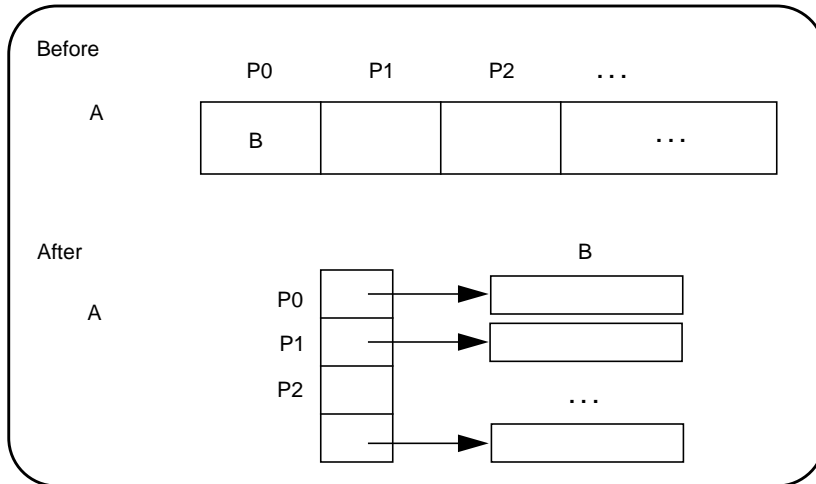 Before
P0 P1 P2 ...
A
B ...
After B
P0
A
P1
P2
...